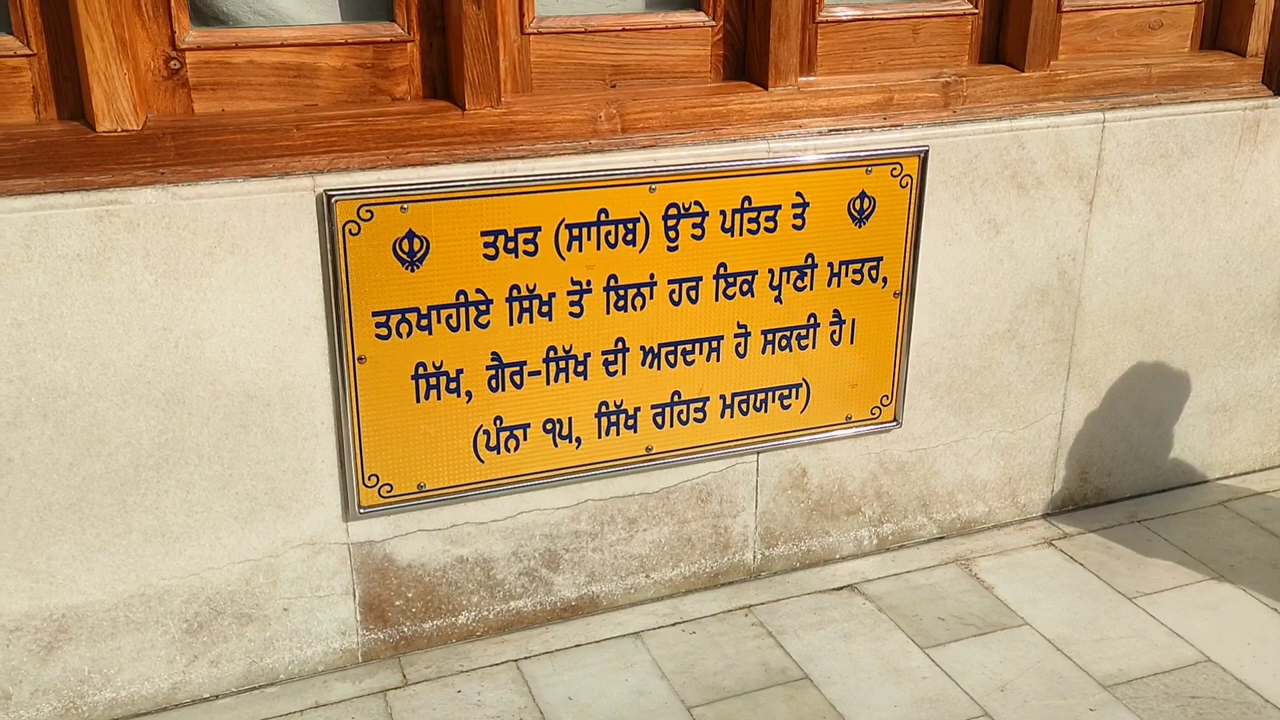 ਤਖਤ (ਸਾਹਿਬ) ਉੱਤੇ ਪਤਿਤ ਤੇ
ਤਨਖਾਹੀਏ ਸਿੱਖ ਤੋਂ ਬਿਨਾਂ ਹਰ ਇਕ ਪ੍ਰਾਣੀ ਮਾਤਰ,
ਸਿੱਖ, ਗੈਰ-ਸਿੱਖ ਦੀ ਅਰਦਾਸ ਹੋ ਸਕਦੀ ਹੈ।
(ਪੰਨਾ ੧੫, ਸਿੱਖ ਰਹਿਤ ਮਰਯਾਦਾ)